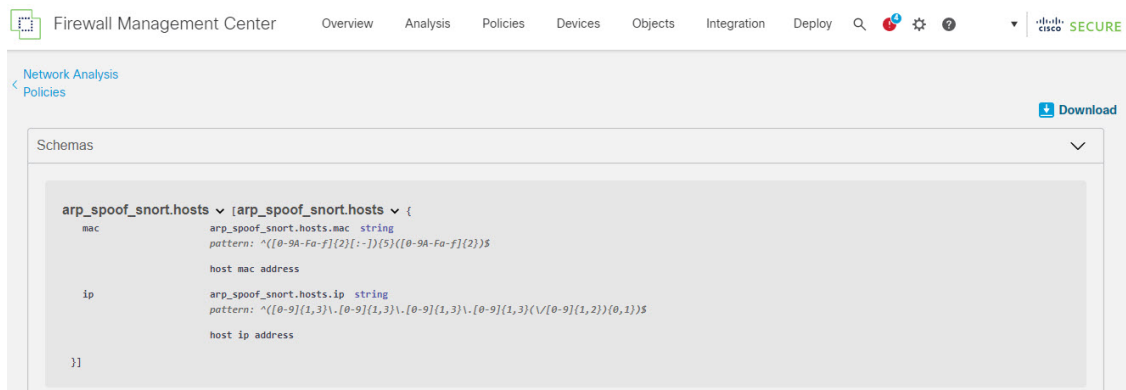 Firewall Management Center Overview Analysis Policies Devices Objects Integration Deploy 4 cisco SECURE
Network Analysis
Policies
Download
Schemas
arp_spoof_snort.hosts [arp_spoof_snort.hosts {
mac arp_spoof_snort.hosts.mac string
pattern: ^([0-9A-Fa-f]{2}[:-]){5}([0-9A-Fa-f]{2})$
host mac address
ip arp_spoof_snort.hosts.ip string
pattern: ^([0-9]{1,3}\.[0-9]{1,3}\.[0-9]{1,3}\.[0-9]{1,3}(\/[0-9]{1,2}){0,1})$
host ip address
}]